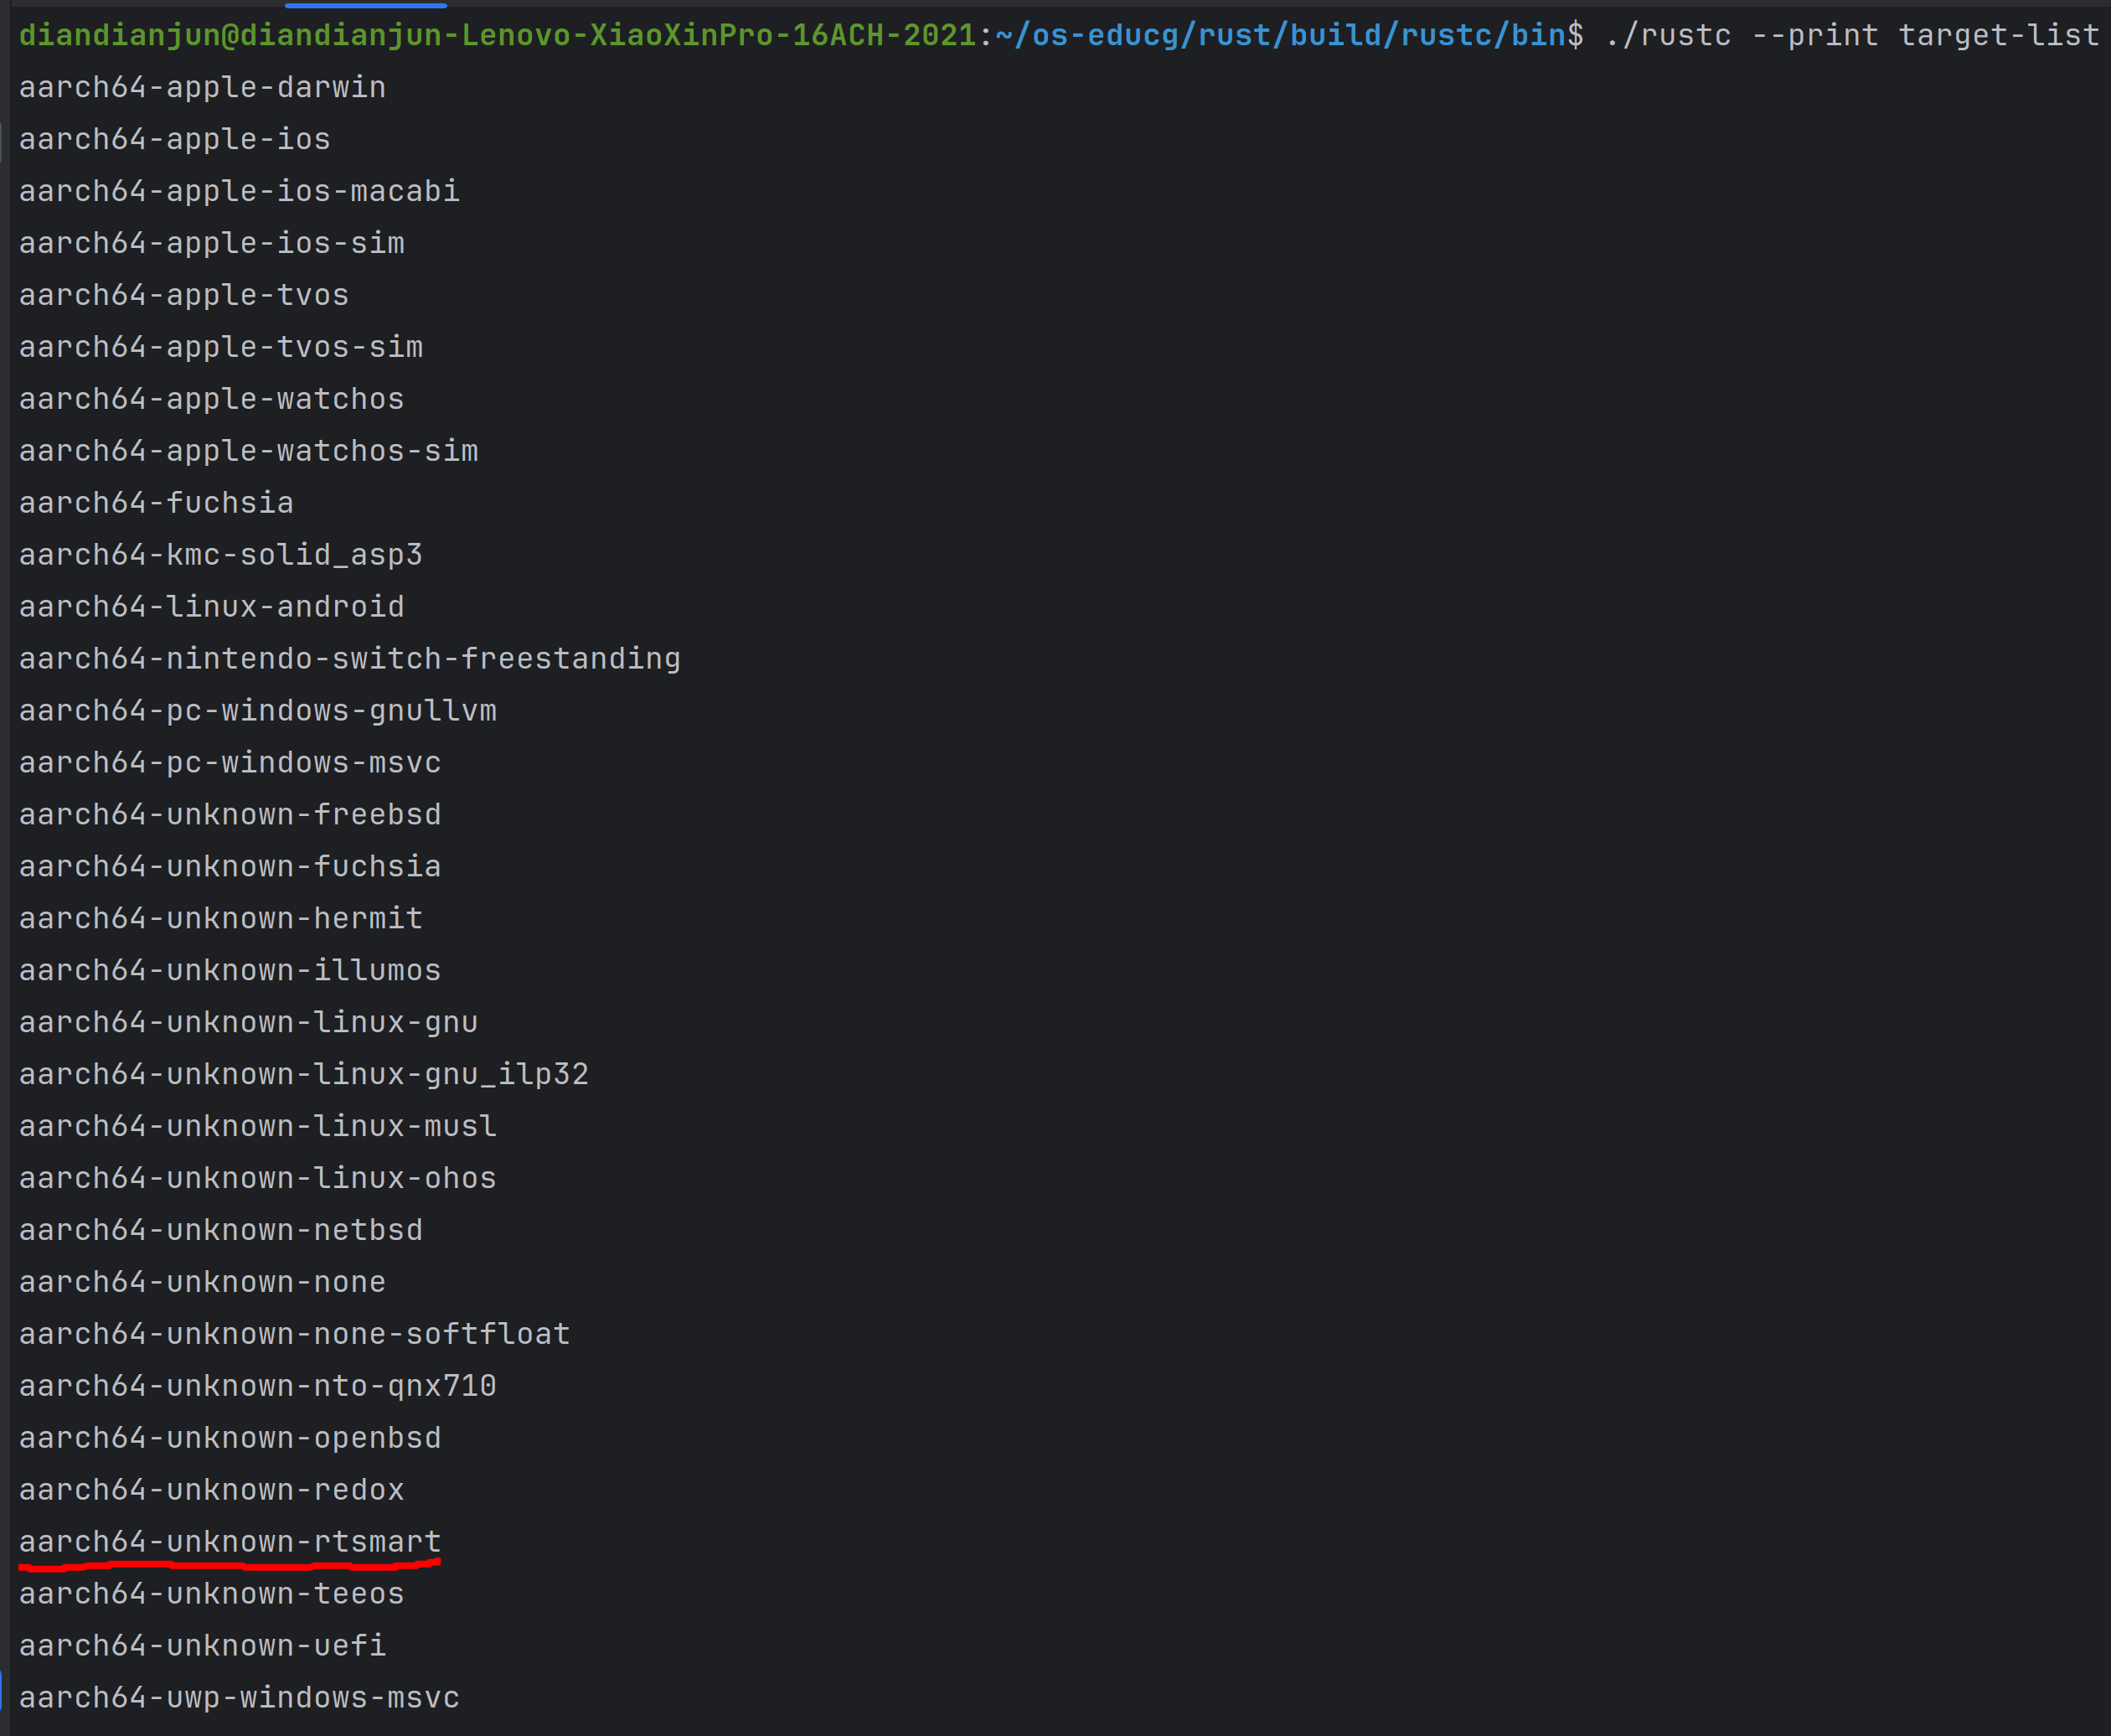 diandianjun@diandianjun-Lenovo-XiaoXinPro-16ACH-2021:~/os-educg/rust/build/rustc/bin$ ./rustc --print target-list
aarch64-apple-darwin
aarch64-apple-ios
aarch64-apple-ios-macabi
aarch64-apple-ios-sim
aarch64-apple-tvos
aarch64-apple-tvos-sim
aarch64-apple-watchos
aarch64-apple-watchos-sim
aarch64-fuchsia
aarch64-kmc-solid_asp3
aarch64-linux-android
aarch64-nintendo-switch-freestanding
aarch64-pc-windows-gnullvm
aarch64-pc-windows-msvc
aarch64-unknown-freebsd
aarch64-unknown-fuchsia
aarch64-unknown-hermit
aarch64-unknown-illumos
aarch64-unknown-linux-gnu
aarch64-unknown-linux-gnu_ilp32
aarch64-unknown-linux-musl
aarch64-unknown-linux-ohos
aarch64-unknown-netbsd
aarch64-unknown-none
aarch64-unknown-none-softfloat
aarch64-unknown-nto-qnx710
aarch64-unknown-openbsd
aarch64-unknown-redox
aarch64-unknown-rtsmart
aarch64-unknown-teeos
aarch64-unknown-uefi
aarch64-uwp-windows-msvc